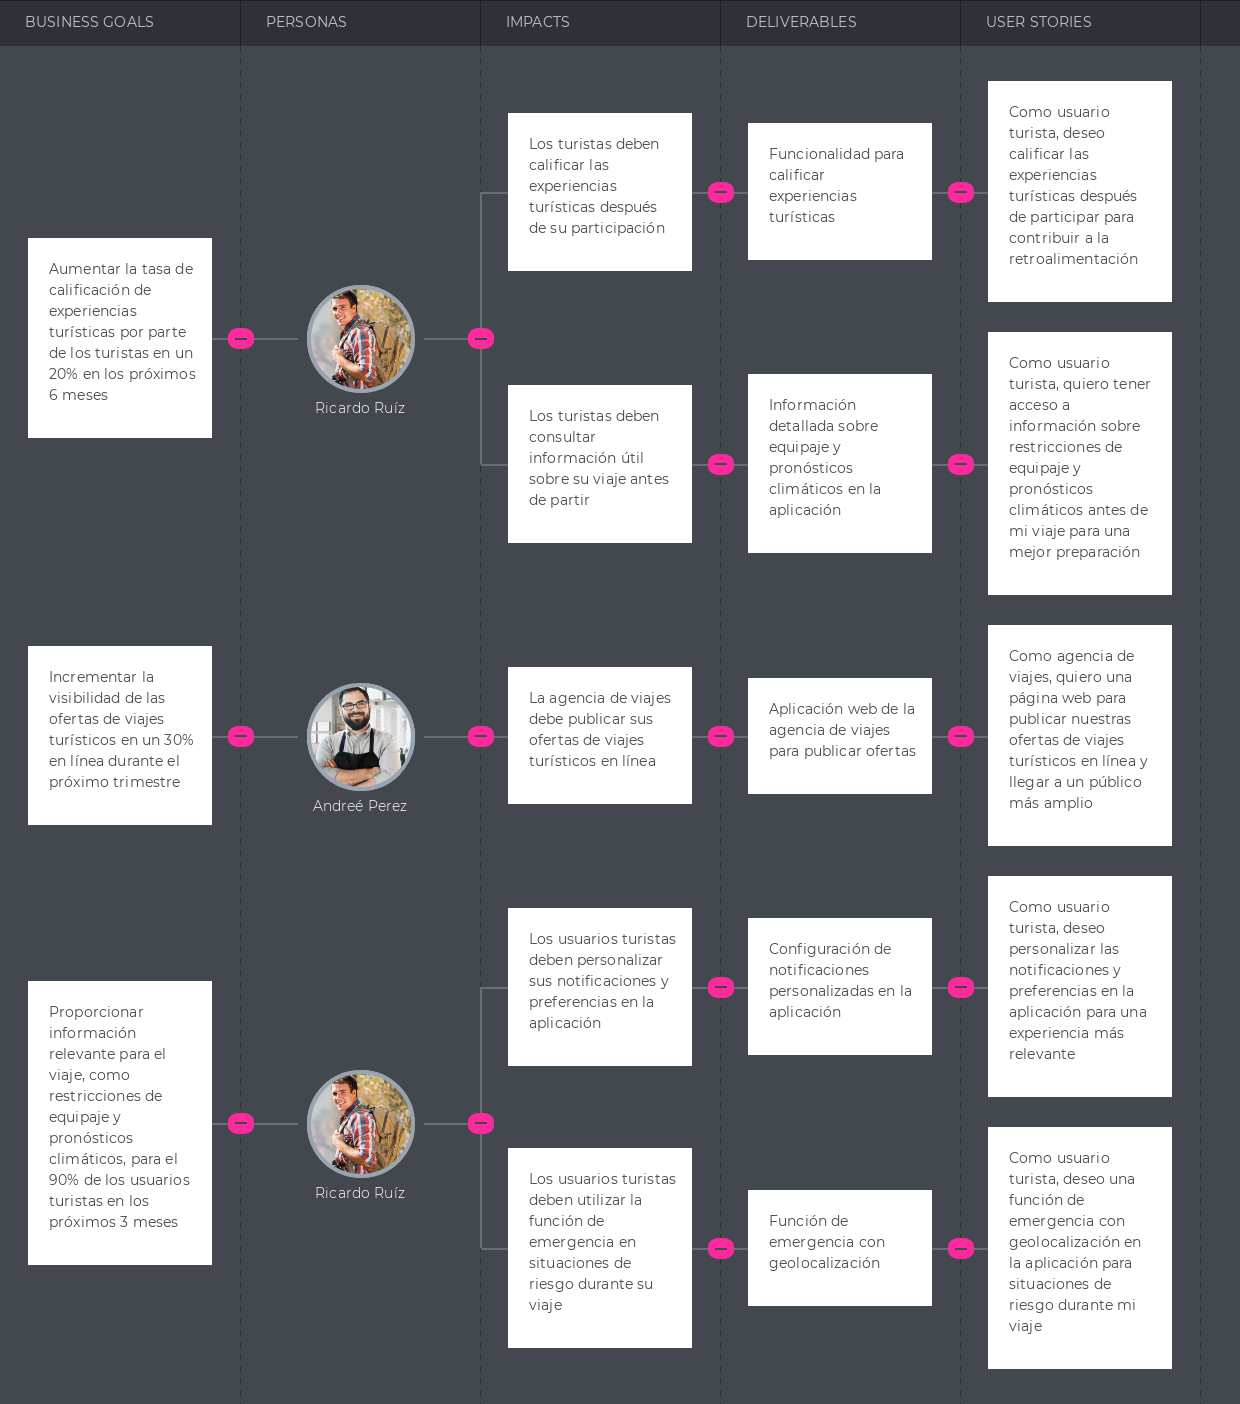 BUSINESS GOALS
PERSONAS
IMPACTS
DELIVERABLES
USER STORIES
Aumentar la tasa de
calificación de
experiencias
turísticas por parte
de los turistas en un
20% en los próximos
6 meses
Ricardo Ruíz
Los turistas deben
calificar las
experiencias
turísticas después
de su participación
Funcionalidad para
calificar
experiencias
turísticas
Como usuario
turista, deseo
calificar las
experiencias
turísticas después
de participar para
contribuir a la
retroalimentación
Los turistas deben
consultar
información útil
sobre su viaje antes
de partir
Información
detallada sobre
equipaje y
pronósticos
climáticos en la
aplicación
Como usuario
turista, quiero tener
acceso a
información sobre
restricciones de
equipaje y
pronósticos
climáticos antes de
mi viaje para una
mejor preparación
Incrementar la
visibilidad de las
ofertas de viajes
turísticos en un 30%
en línea durante el
próximo trimestre
Andreé Perez
La agencia de viajes
debe publicar sus
ofertas de viajes
turísticos en línea
Aplicación web de la
agencia de viajes
para publicar ofertas
Como agencia de
viajes, quiero una
página web para
publicar nuestras
ofertas de viajes
turísticos en línea y
llegar a un público
más amplio
Proporcionar
información
relevante para el
viaje, como
restricciones de
equipaje y
pronósticos
climáticos, para el
90% de los usuarios
turistas en los
próximos 3 meses
Ricardo Ruíz
Los usuarios turistas
deben personalizar
sus notificaciones y
preferencias en la
aplicación
Configuración de
notificaciones
personalizadas en la
aplicación
Como usuario
turista, deseo
personalizar las
notificaciones y
preferencias en la
aplicación para una
experiencia más
relevante
Los usuarios turistas
deben utilizar la
función de
emergencia en
situaciones de
riesgo durante su
viaje
Función de
emergencia con
geolocalización
Como usuario
turista, deseo una
función de
emergencia con
geolocalización en
la aplicación para
situaciones de
riesgo durante mi
viaje